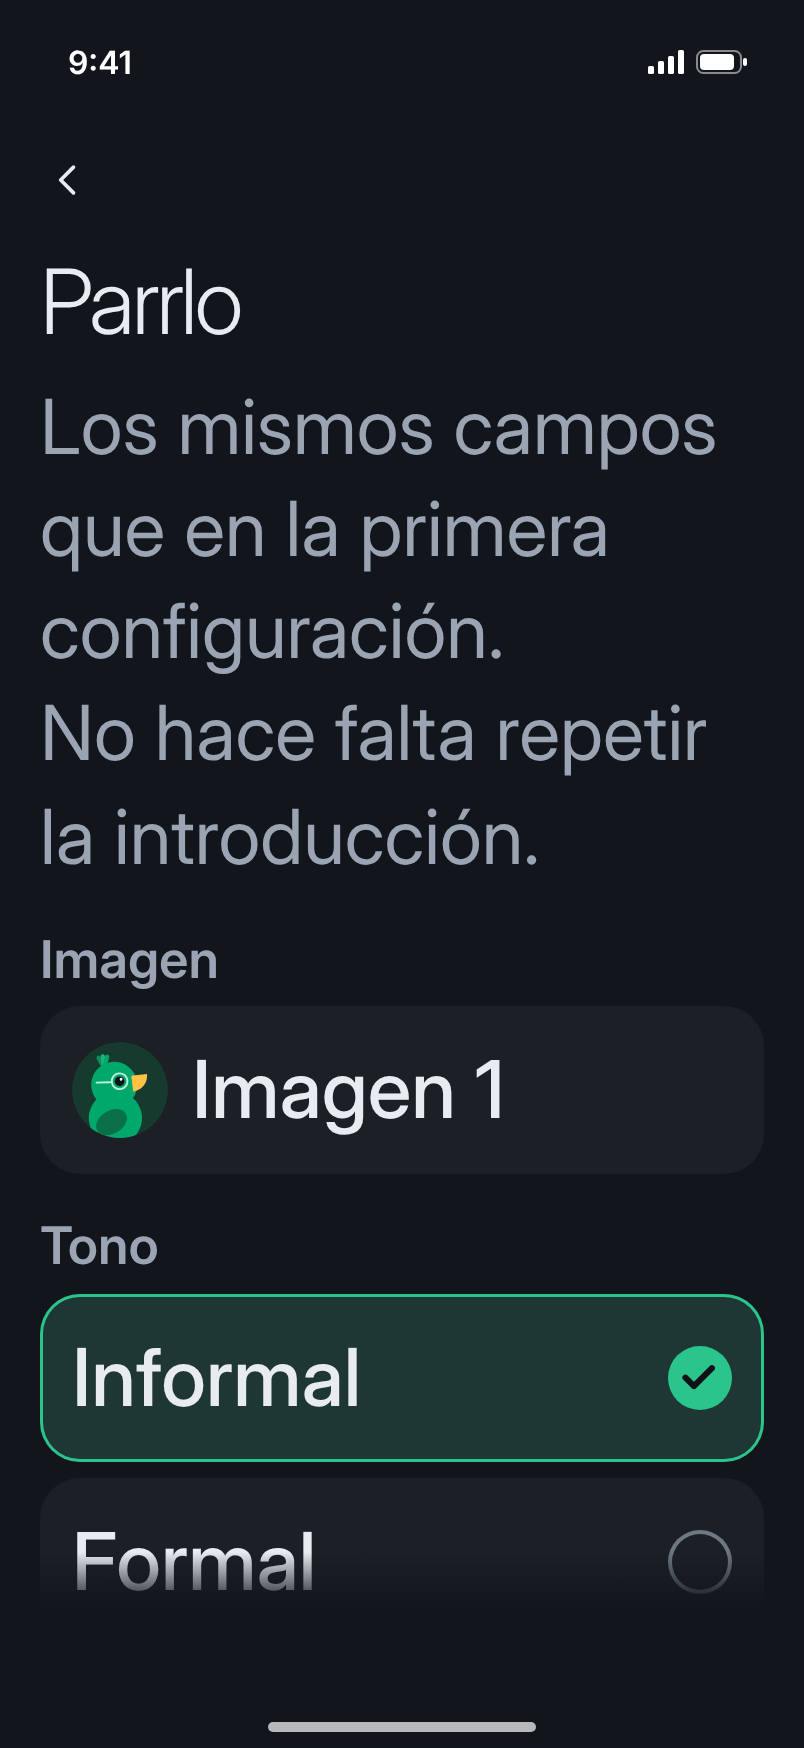 9:41
Parrlo
Los mismos campos
que en la primera
configuración.
No hace falta repetir
la introducción.
Imagen
Imagen 1
Tono
Informal
Formal